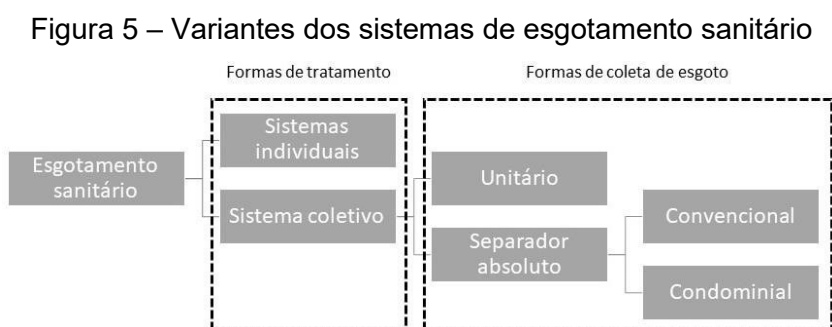 Figura 5 – Variantes dos sistemas de esgotamento sanitário
Formas de tratamento
Formas de coleta de esgoto
Esgotamento
sanitário
Sistemas
individuais
Sistema coletivo
Unitário
Separador
absoluto
Convencional
Condominial